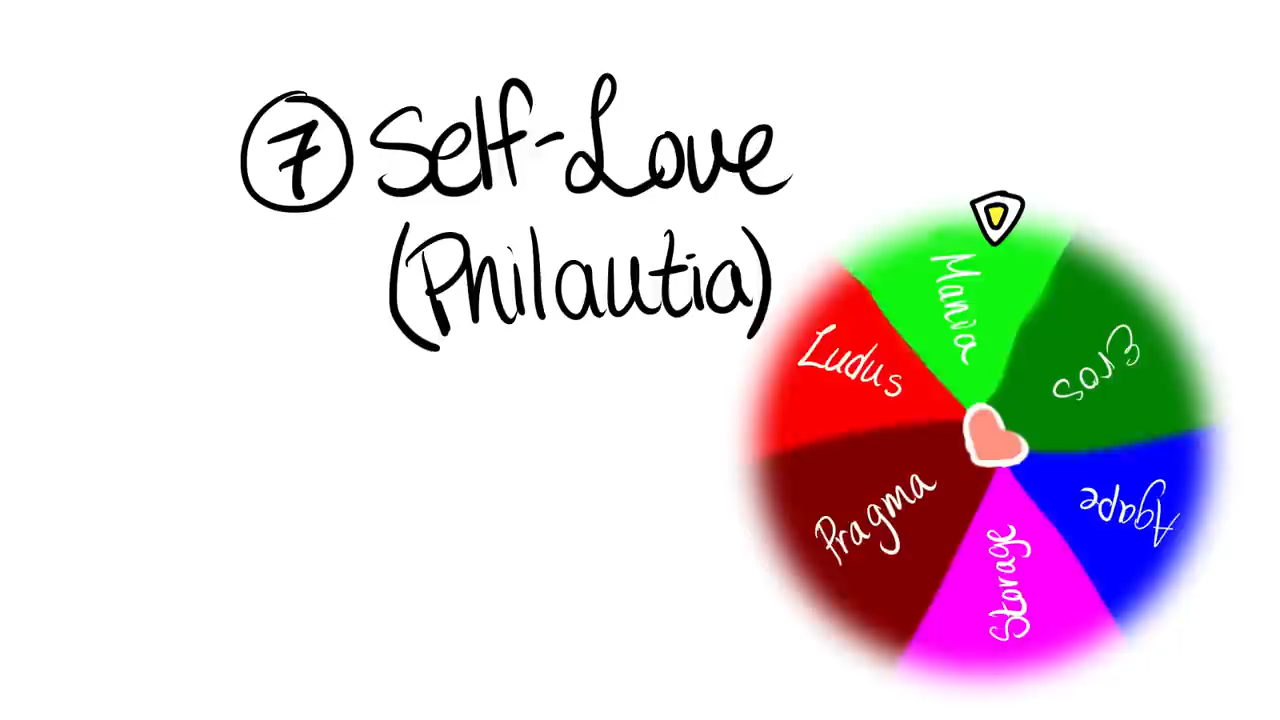 7 Self-Love
(Philautia)
Mania
Eros
Ludus
Agape
Pragma
Storage